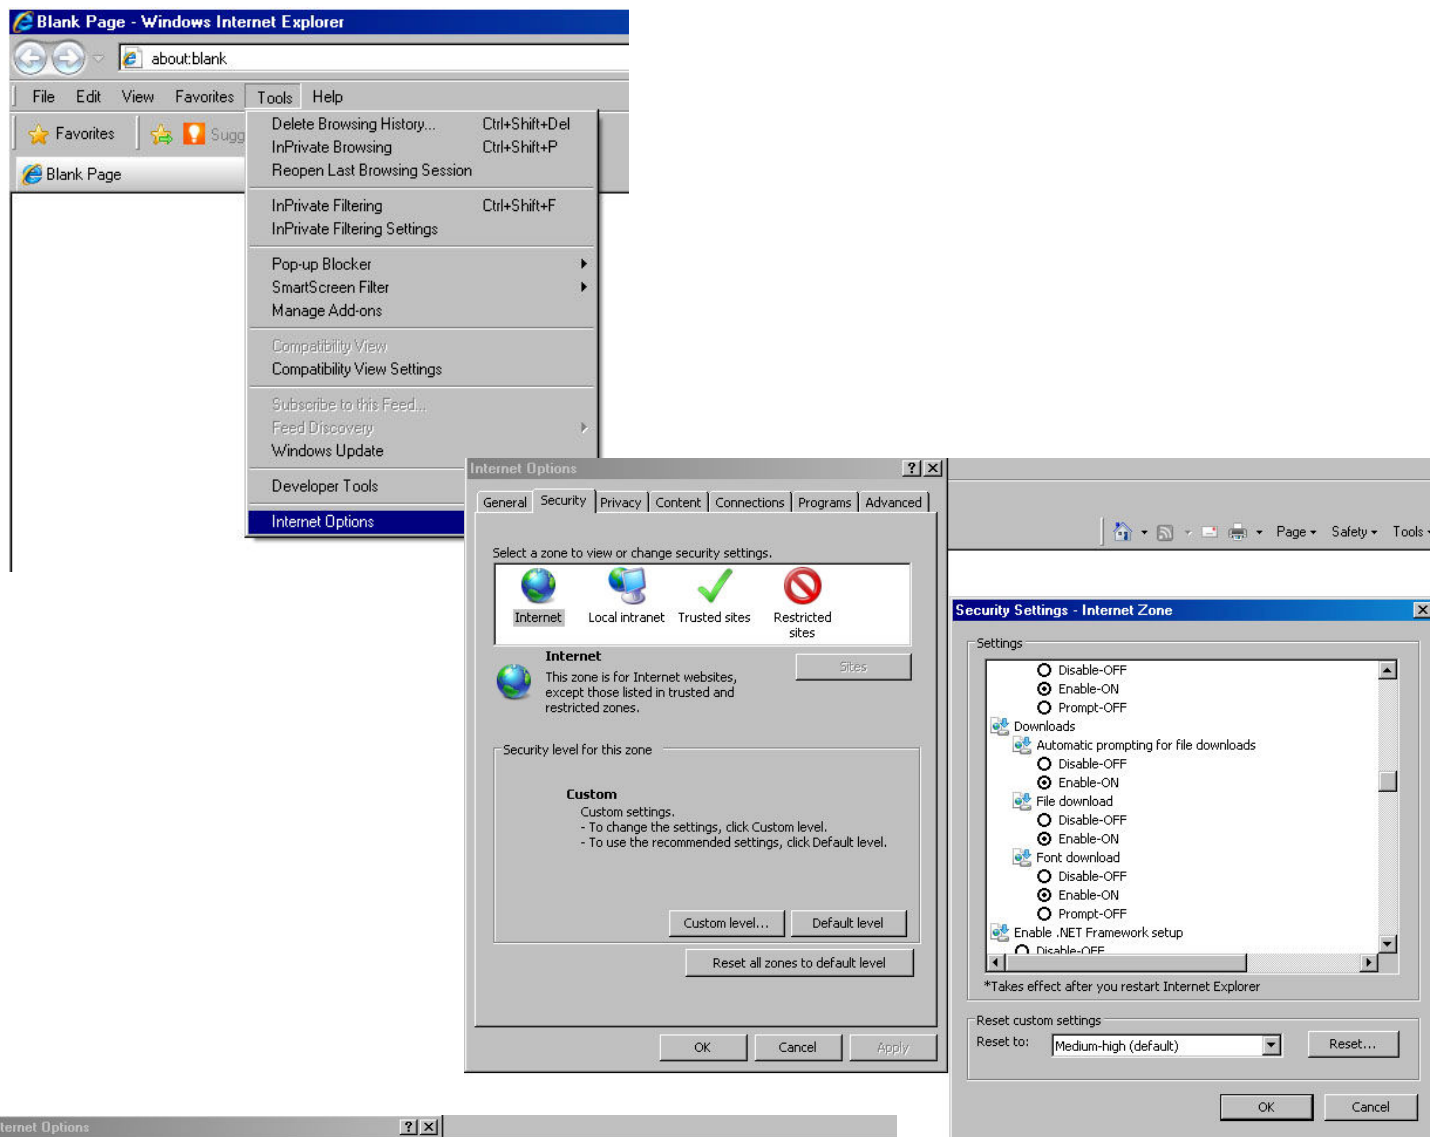 Blank Page - Windows Internet Explorer
about:blank
File Edit View Favorites Tools Help
Favorites Sugg
Blank Page
Delete Browsing History... Ctrl+Shift+Del
InPrivate Browsing Ctrl+Shift+P
Reopen Last Browsing Session
InPrivate Filtering Ctrl+Shift+F
InPrivate Filtering Settings
Pop-up Blocker
SmartScreen Filter
Manage Add-ons
Compatibility View
Compatibility View Settings
Subscribe to this Feed...
Feed Discovery
Windows Update
Developer Tools
Internet Options
Internet Options
General Security Privacy Content Connections Programs Advanced
Select a zone to view or change security settings.
Internet Local intranet Trusted sites Restricted
sites
Internet
Sites
This zone is for Internet websites,
except those listed in trusted and
restricted zones.
Security level for this zone
Custom
Custom settings.
- To change the settings, click Custom level.
- To use the recommended settings, click Default level.
Custom level... Default level
Reset all zones to default level
OK Cancel Apply
Page Safety Tools
Security Settings - Internet Zone
Settings
Disable-OFF
Enable-ON
Prompt-OFF
Downloads
Automatic prompting for file downloads
Disable-OFF
Enable-ON
File download
Disable-OFF
Enable-ON
Font download
Disable-OFF
Enable-ON
Prompt-OFF
Enable .NET Framework setup
Disable-OFF
*Takes effect after you restart Internet Explorer
Reset custom settings
Reset to: Medium-high (default) Reset...
OK Cancel
ternet Options